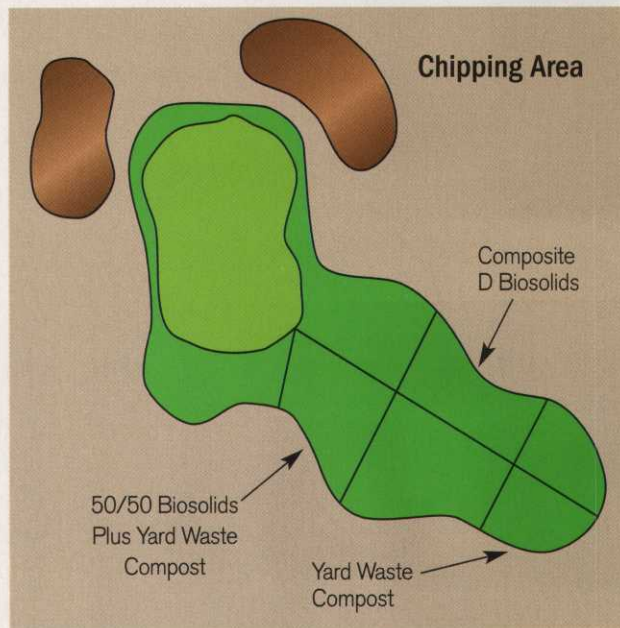 Chipping Area
Composite
D Biosolids
50/50 Biosolids
Plus Yard Waste
Compost
Yard Waste
Compost